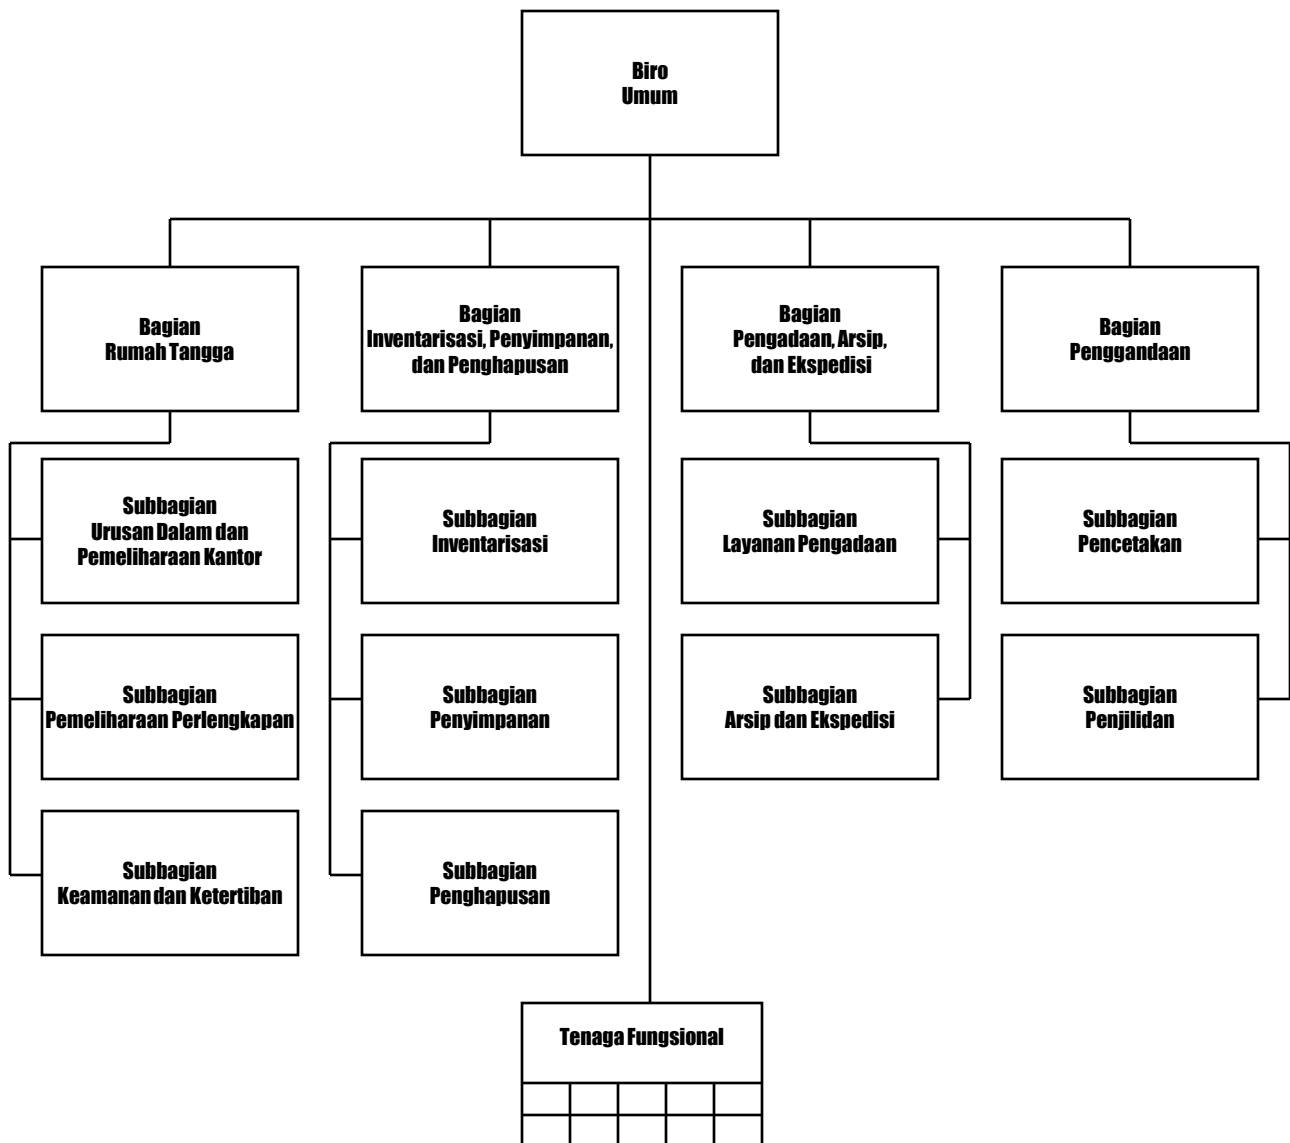 Biro
Umum
Bagian
Rumah Tangga
Bagian
Inventarisasi, Penyimpanan,
dan Penghapusan
Bagian
Pengadaan, Arsip,
dan Ekspedisi
Bagian
Penggandaan
Subbagian
Urusan Dalam dan
Pemeliharaan Kantor
Subbagian
Inventarisasi
Subbagian
Layanan Pengadaan
Subbagian
Pencetakan
Subbagian
Pemeliharaan Perlengkapan
Subbagian
Penyimpanan
Subbagian
Arsip dan Ekspedisi
Subbagian
Penjilidan
Subbagian
Keamanan dan Ketertiban
Subbagian
Penghapusan
Tenaga Fungsional